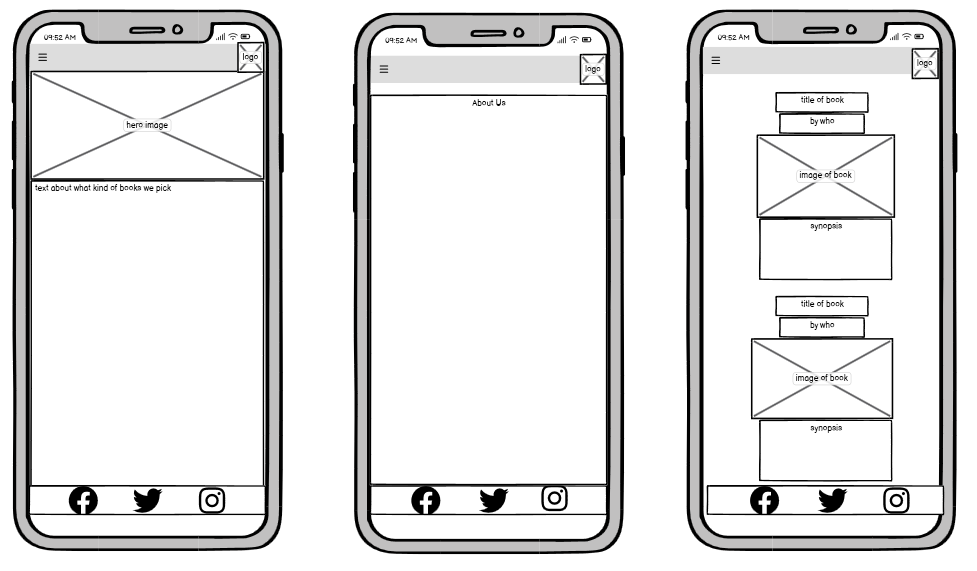 09:52 AM
logo
hero image
text about what kind of books we pick
09:52 AM
logo
About Us
09:52 AM
logo
title of book
by who
image of book
synopsis
title of book
by who
image of book
synopsis